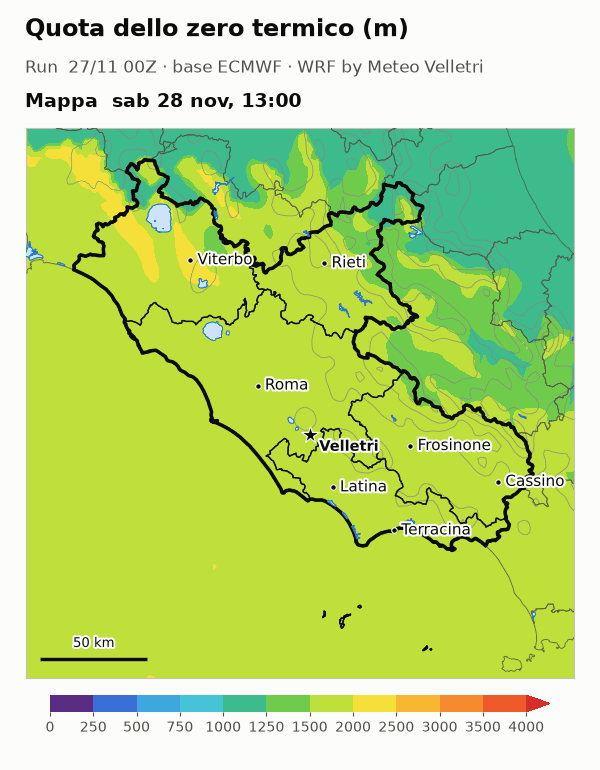 Quota dello zero termico (m)
Run  27/11 00Z · base ECMWF · WRF by Meteo Velletri
Mappa  sab 28 nov, 13:00
Viterbo
Rieti
Roma
Velletri
Frosinone
Cassino
Latina
Terracina
50 km
0 250 500 750 1000 1250 1500 2000 2500 3000 3500 4000